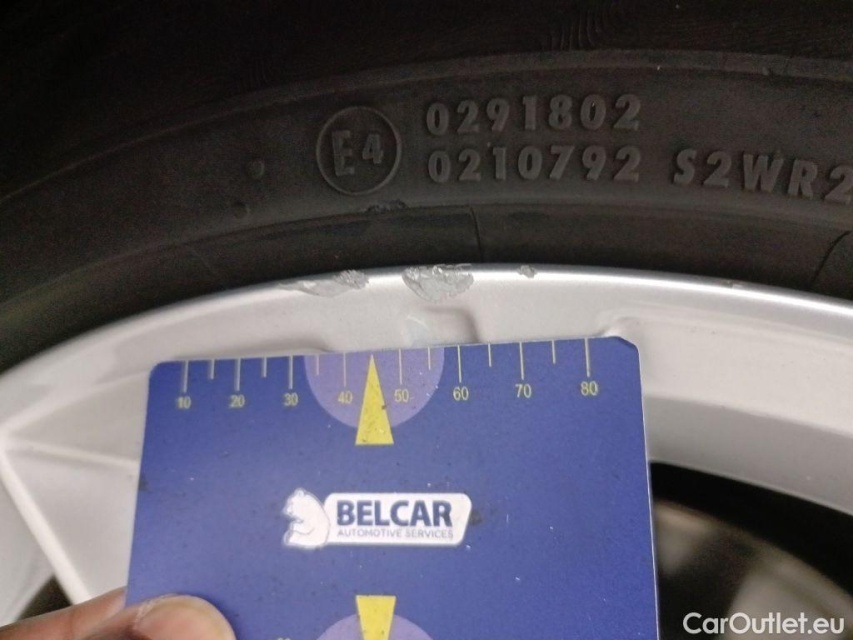 E4
0291802
0210792 S2WR2
10 20 30 40 50 60 70 80
BELCAR
AUTOMOTIVE SERVICES
CarOutlet.eu